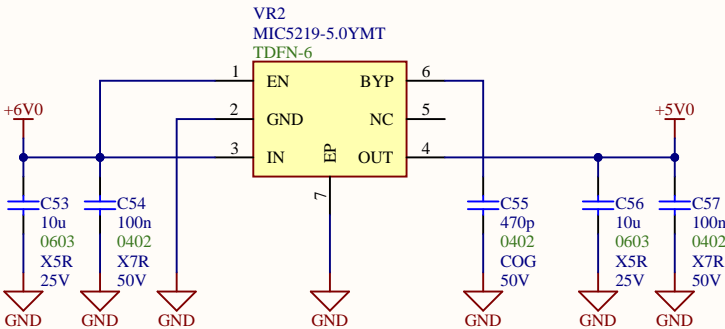 VR2
MIC5219-5.0YMT
TDFN-6
1 EN BYP 6
2 GND NC 5
3 IN EP OUT 4
7
+6V0
+5V0
C53
10u
0603
X5R
25V
C54
100n
0402
X7R
50V
C55
470p
0402
COG
50V
C56
10u
0603
X5R
25V
C57
100n
0402
X7R
50V
GND GND GND GND GND GND GND